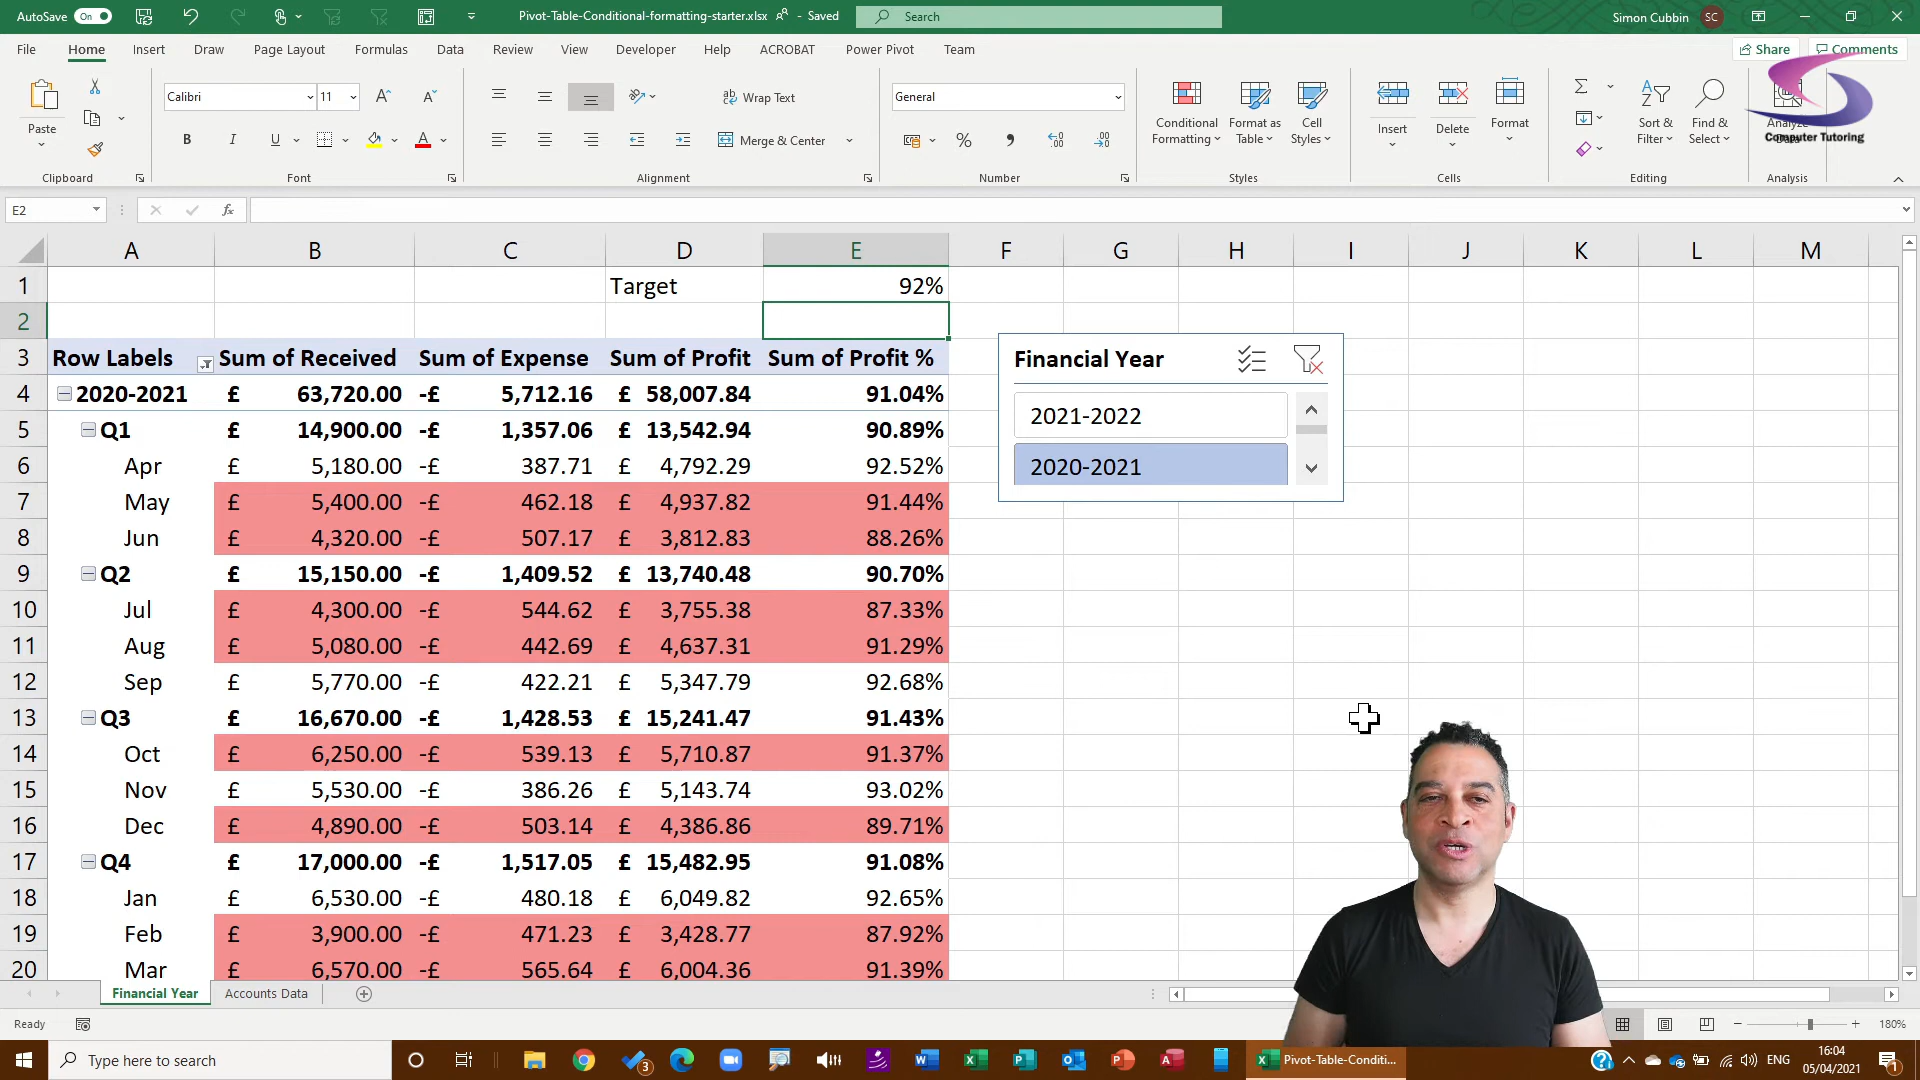 AutoSave On Pivot-Table-Conditional-formatting-starter.xlsx - Saved Search Simon Cubbin SC
File Home Insert Draw Page Layout Formulas Data Review View Developer Help ACROBAT Power Pivot Team Share Comments
Calibri 11 Wrap Text General
Paste B I U A Merge & Center % Conditional Formatting Format as Table Cell Styles Insert Delete Format Sort & Filter Find & Select
Computer Tutoring
Clipboard Font Alignment Number Styles Cells Editing Analysis
E2 fx
A B C D E F G H I J K L M
1 Target 92%
2
3 Row Labels Sum of Received Sum of Expense Sum of Profit Sum of Profit %
4 2020-2021 £ 63,720.00 -£ 5,712.16 £ 58,007.84 91.04%
5 Q1 £ 14,900.00 -£ 1,357.06 £ 13,542.94 90.89%
6 Apr £ 5,180.00 -£ 387.71 £ 4,792.29 92.52%
7 May £ 5,400.00 -£ 462.18 £ 4,937.82 91.44%
8 Jun £ 4,320.00 -£ 507.17 £ 3,812.83 88.26%
9 Q2 £ 15,150.00 -£ 1,409.52 £ 13,740.48 90.70%
10 Jul £ 4,300.00 -£ 544.62 £ 3,755.38 87.33%
11 Aug £ 5,080.00 -£ 442.69 £ 4,637.31 91.29%
12 Sep £ 5,770.00 -£ 422.21 £ 5,347.79 92.68%
13 Q3 £ 16,670.00 -£ 1,428.53 £ 15,241.47 91.43%
14 Oct £ 6,250.00 -£ 539.13 £ 5,710.87 91.37%
15 Nov £ 5,530.00 -£ 386.26 £ 5,143.74 93.02%
16 Dec £ 4,890.00 -£ 503.14 £ 4,386.86 89.71%
17 Q4 £ 17,000.00 -£ 1,517.05 £ 15,482.95 91.08%
18 Jan £ 6,530.00 -£ 480.18 £ 6,049.82 92.65%
19 Feb £ 3,900.00 -£ 471.23 £ 3,428.77 87.92%
20 Mar £ 6,570.00 -£ 565.64 £ 6,004.36 91.39%
Financial Year
2021-2022
2020-2021
Financial Year Accounts Data
Ready 180%
Type here to search 3 Pivot-Table-Conditi... ENG 16:04
05/04/2021 1